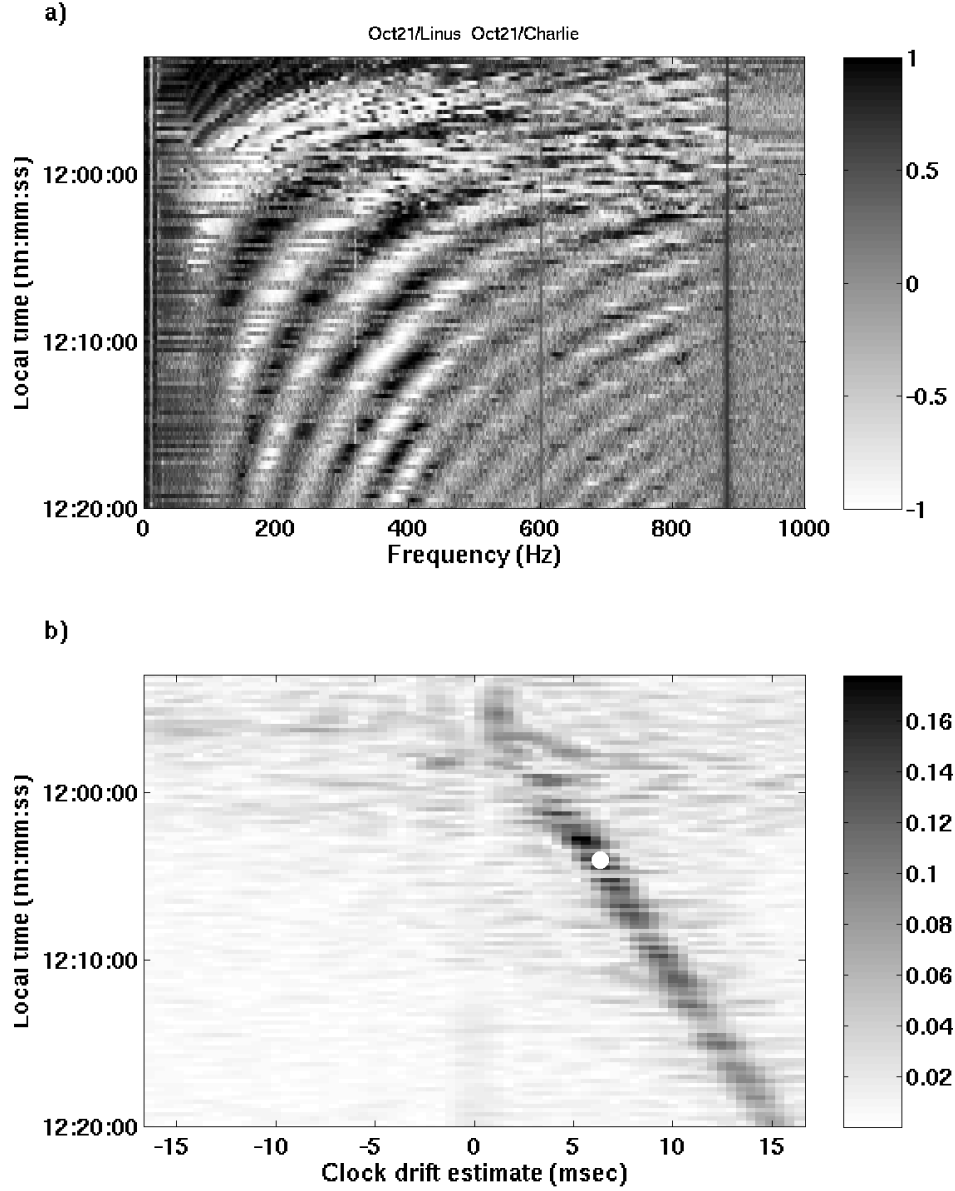 a)
Oct21/Linus Oct21/Charlie
Local time (hh:mm:ss)
12:00:00
12:10:00
12:20:00
0 200 400 600 800 1000
Frequency (Hz)
1
0.5
0
-0.5
-1
b)
Local time (hh:mm:ss)
12:00:00
12:10:00
12:20:00
-15 -10 -5 0 5 10 15
Clock drift estimate (msec)
0.16
0.14
0.12
0.1
0.08
0.06
0.04
0.02